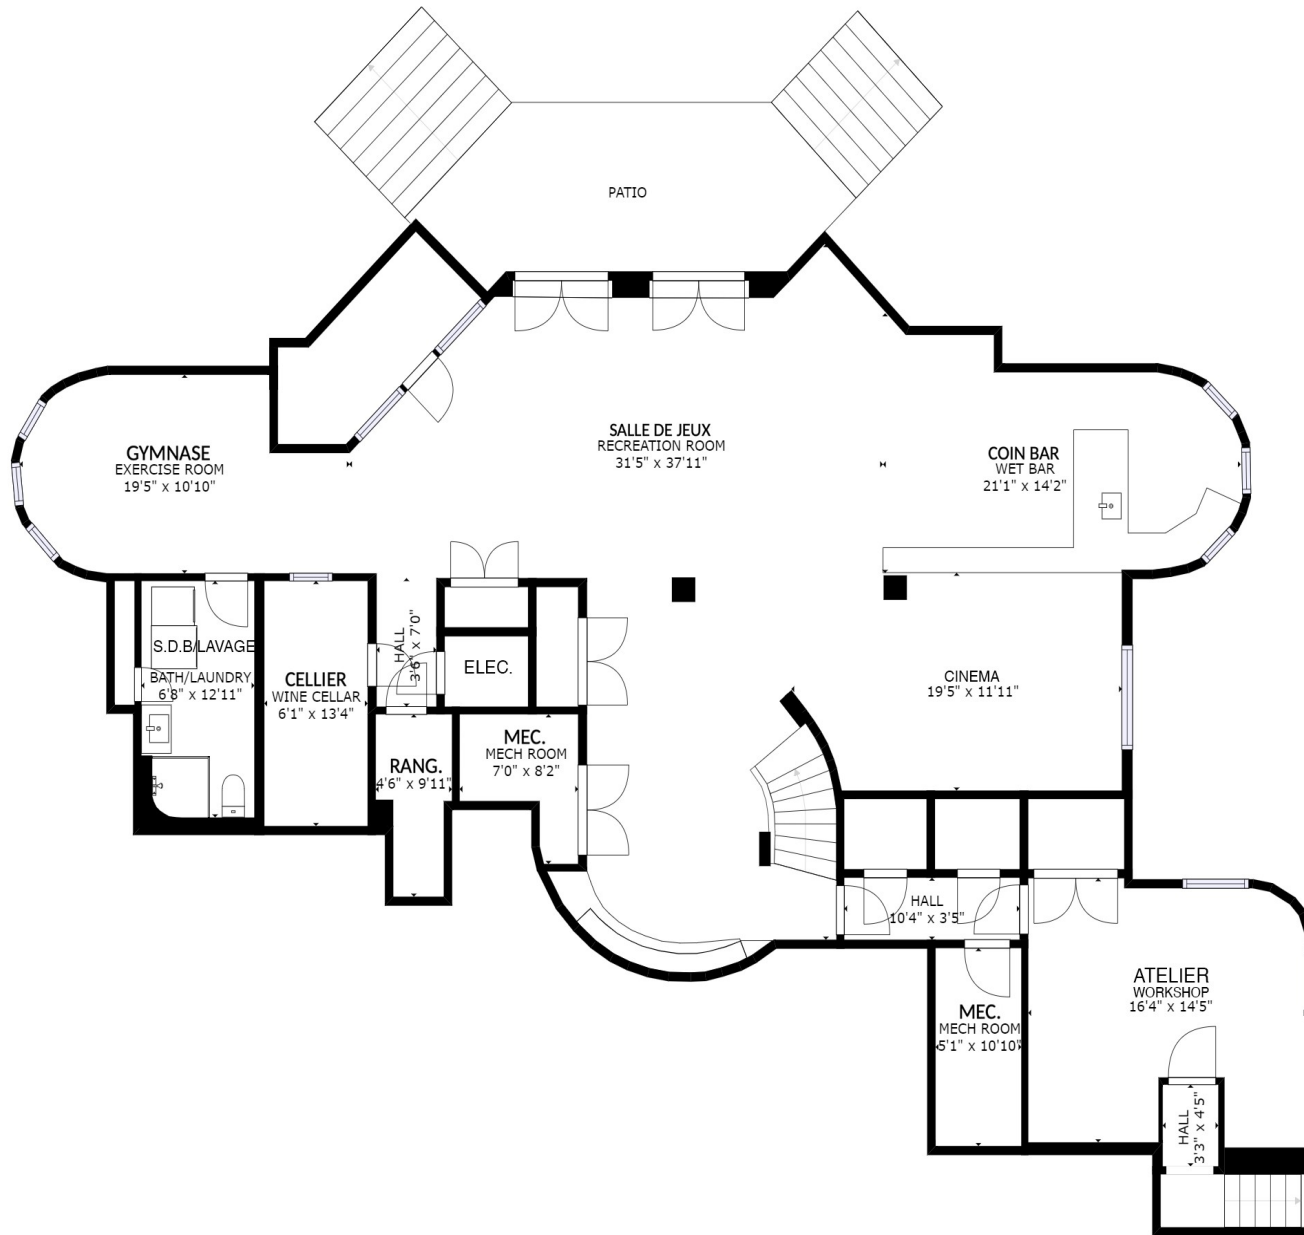 PATIO
SALLE DE JEUX
RECREATION ROOM
31'5" x 37'11"
GYMNASE
EXERCISE ROOM
19'5" x 10'10"
COIN BAR
WET BAR
21'1" x 14'2"
S.D.B/LAVAGE
BATH/LAUNDRY
6'8" x 12'11"
CELLIER
WINE CELLAR
6'1" x 13'4"
HALL
3'6" x 7'0"
ELEC.
CINEMA
19'5" x 11'11"
MEC.
MECH ROOM
7'0" x 8'2"
RANG.
4'6" x 9'11"
HALL
10'4" x 3'5"
ATELIER
WORKSHOP
16'4" x 14'5"
MEC.
MECH ROOM
5'1" x 10'10"
HALL
3'3" x 4'5"